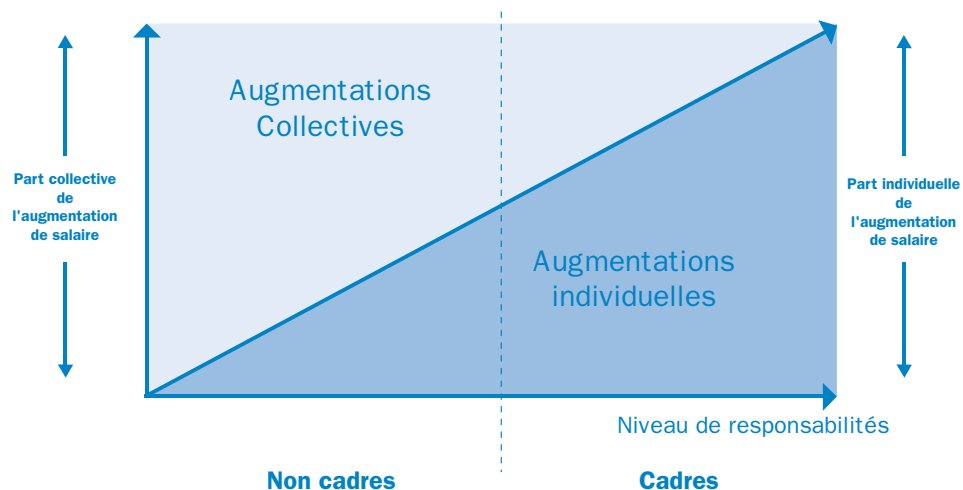 Augmentations
Collectives
Part collective
de
l'augmentation
de salaire
Part individuelle
de
l'augmentation
de salaire
Augmentations
individuelles
Niveau de responsabilités
Non cadres
Cadres